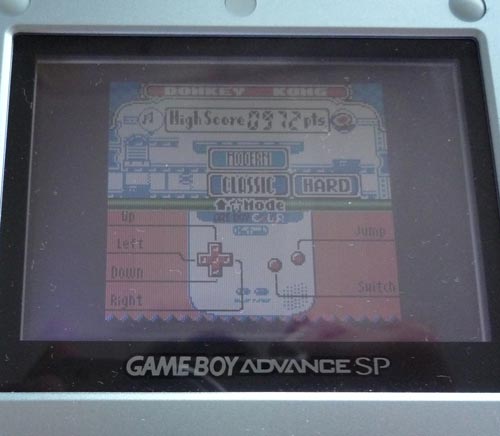 DONKEY KONG
High Score 0972 pts
MODERN
CLASSIC HARD
Mode
Up
Left
Down
Right
Jump
Switch
GAME BOY ADVANCE SP